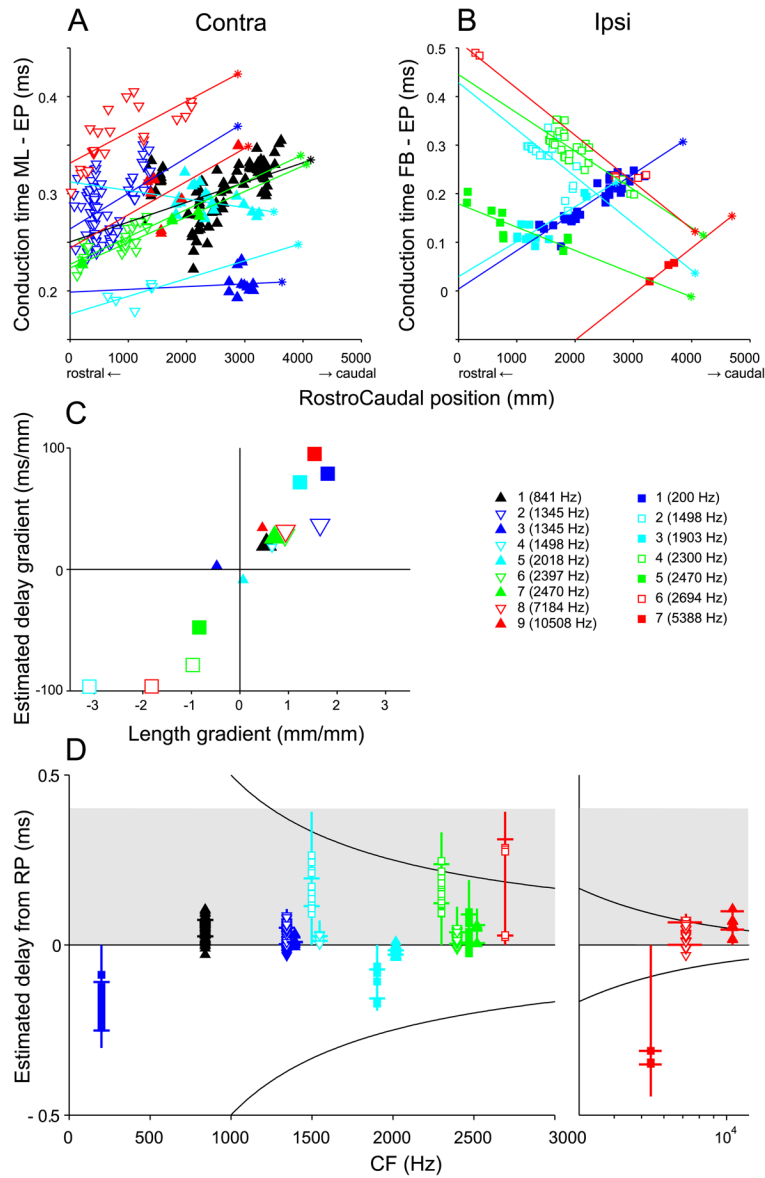 A Contra
B Ipsi
Conduction time ML - EP (ms)
0.4
0.3
0.2
0 1000 2000 3000 4000 5000
rostral ← → caudal
Conduction time FB - EP (ms)
0.5
0.4
0.3
0.2
0.1
0
0 1000 2000 3000 4000 5000
rostral ← → caudal
RostroCaudal position (mm)
C
Estimated delay gradient (ms/mm)
100
0
-100
-3 -2 -1 0 1 2 3
Length gradient (mm/mm)
1 (841 Hz)
2 (1345 Hz)
3 (1345 Hz)
4 (1498 Hz)
5 (2018 Hz)
6 (2397 Hz)
7 (2470 Hz)
8 (7184 Hz)
9 (10508 Hz)
1 (200 Hz)
2 (1498 Hz)
3 (1903 Hz)
4 (2300 Hz)
5 (2470 Hz)
6 (2694 Hz)
7 (5388 Hz)
D
Estimated delay from RP (ms)
0.5
0
- 0.5
0 500 1000 1500 2000 2500 3000 10⁴
CF (Hz)